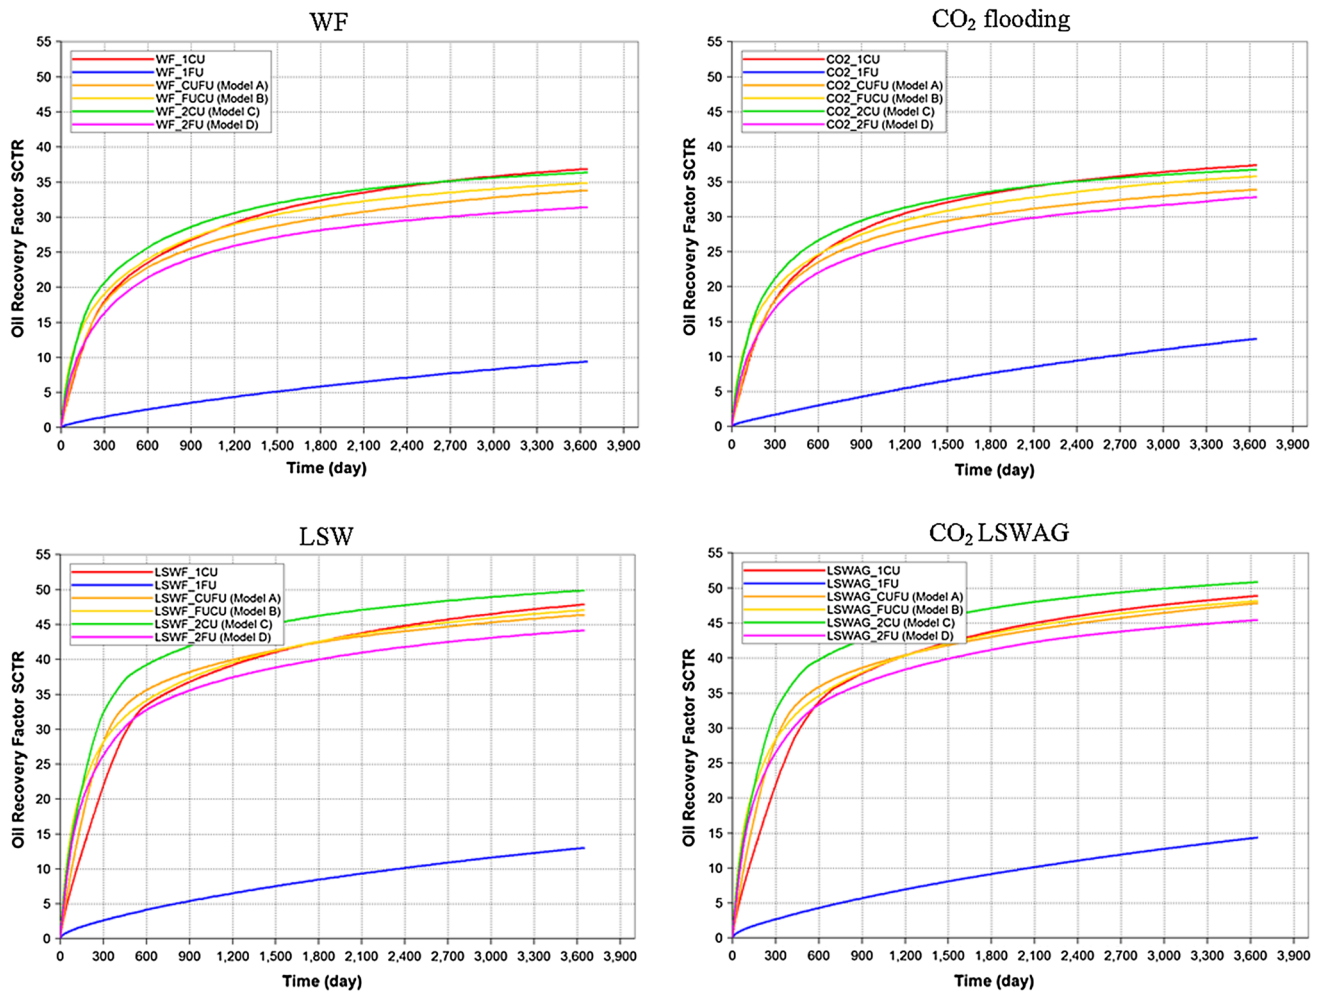 WF
55
50
45
40
35
30
25
20
15
10
5
0
Oil Recovery Factor SCTR
WF_1CU
WF_1FU
WF_CUFU (Model A)
WF_FUCU (Model B)
WF_2CU (Model C)
WF_2FU (Model D)
0 300 600 900 1,200 1,500 1,800 2,100 2,400 2,700 3,000 3,300 3,600 3,900
Time (day)
CO₂ flooding
55
50
45
40
35
30
25
20
15
10
5
0
Oil Recovery Factor SCTR
CO2_1CU
CO2_1FU
CO2_CUFU (Model A)
CO2_FUCU (Model B)
CO2_2CU (Model C)
CO2_2FU (Model D)
0 300 600 900 1,200 1,500 1,800 2,100 2,400 2,700 3,000 3,300 3,600 3,900
Time (day)
LSW
55
50
45
40
35
30
25
20
15
10
5
0
Oil Recovery Factor SCTR
LSWF_1CU
LSWF_1FU
LSWF_CUFU (Model A)
LSWF_FUCU (Model B)
LSWF_2CU (Model C)
LSWF_2FU (Model D)
0 300 600 900 1,200 1,500 1,800 2,100 2,400 2,700 3,000 3,300 3,600 3,900
Time (day)
CO₂ LSWAG
55
50
45
40
35
30
25
20
15
10
5
0
Oil Recovery Factor SCTR
LSWAG_1CU
LSWAG_1FU
LSWAG_CUFU (Model A)
LSWAG_FUCU (Model B)
LSWAG_2CU (Model C)
LSWAG_2FU (Model D)
0 300 600 900 1,200 1,500 1,800 2,100 2,400 2,700 3,000 3,300 3,600 3,900
Time (day)